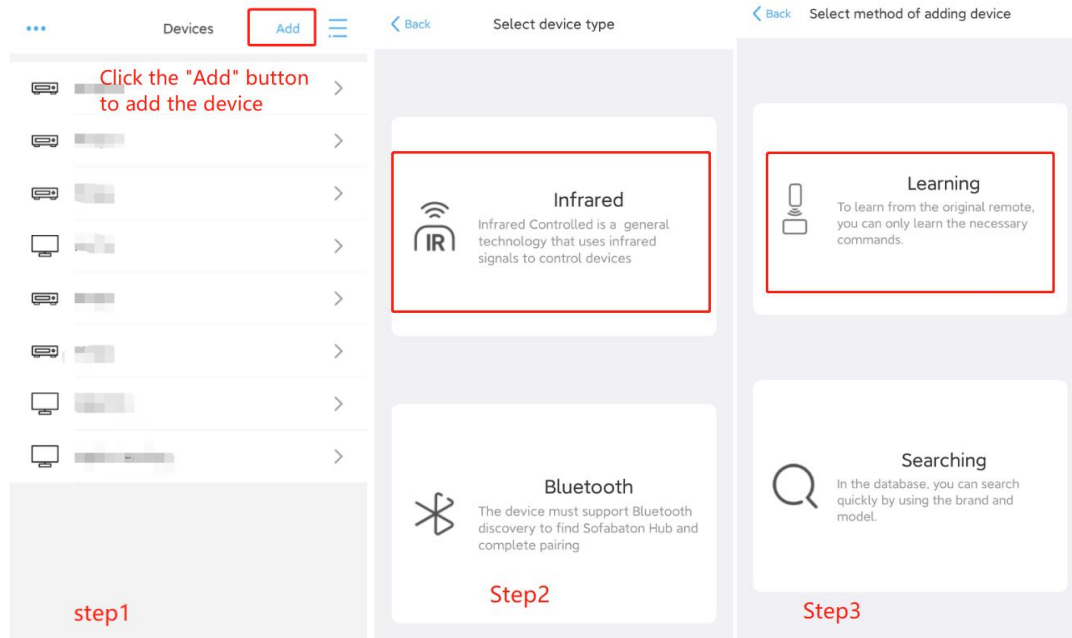 Devices
Add
Click the "Add" button
to add the device
step1
Back
Select device type
Infrared
IR
Infrared Controlled is a general
technology that uses infrared
signals to control devices
Bluetooth
The device must support Bluetooth
discovery to find Sofabaton Hub and
complete pairing
Step2
Back
Select method of adding device
Learning
To learn from the original remote,
you can only learn the necessary
commands.
Searching
In the database, you can search
quickly by using the brand and
model.
Step3